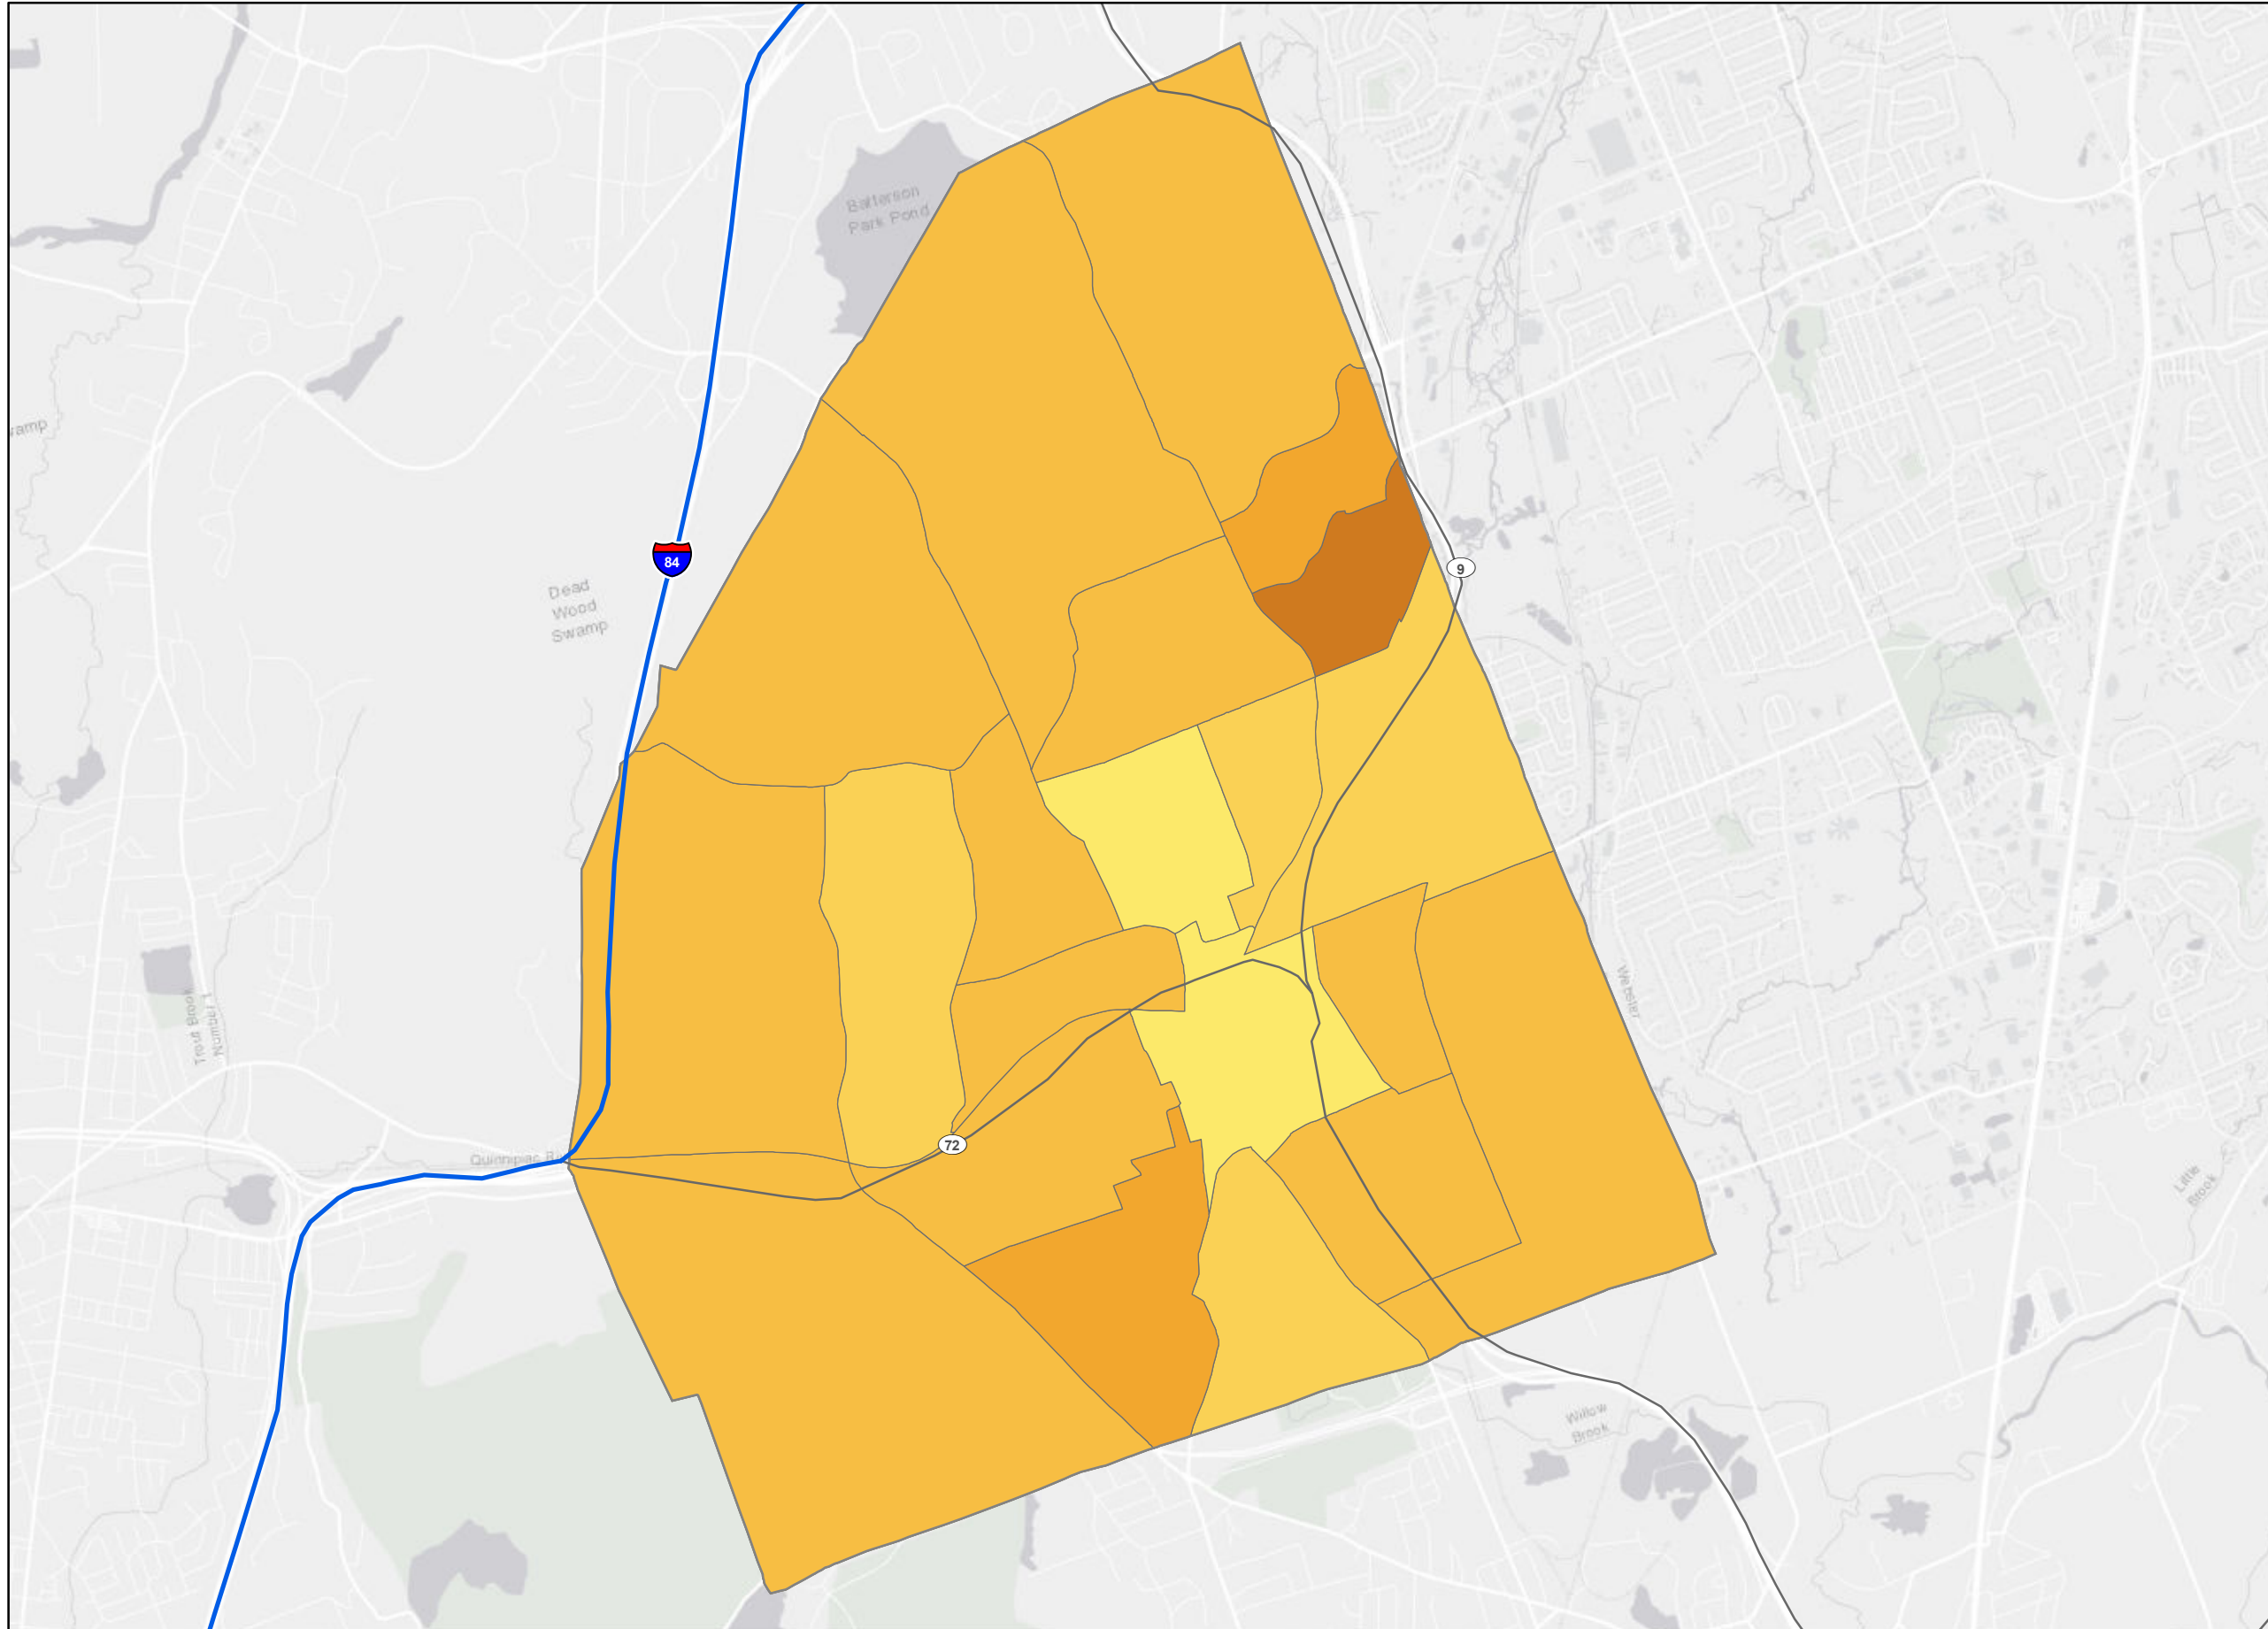 Batterson
Park Pond
wamp
84
9
Dead
Wood
Swamp
Webster
Trout Brook
Number 1
72
Quinnipiac Ri
Little
Brook
Willow
Brook